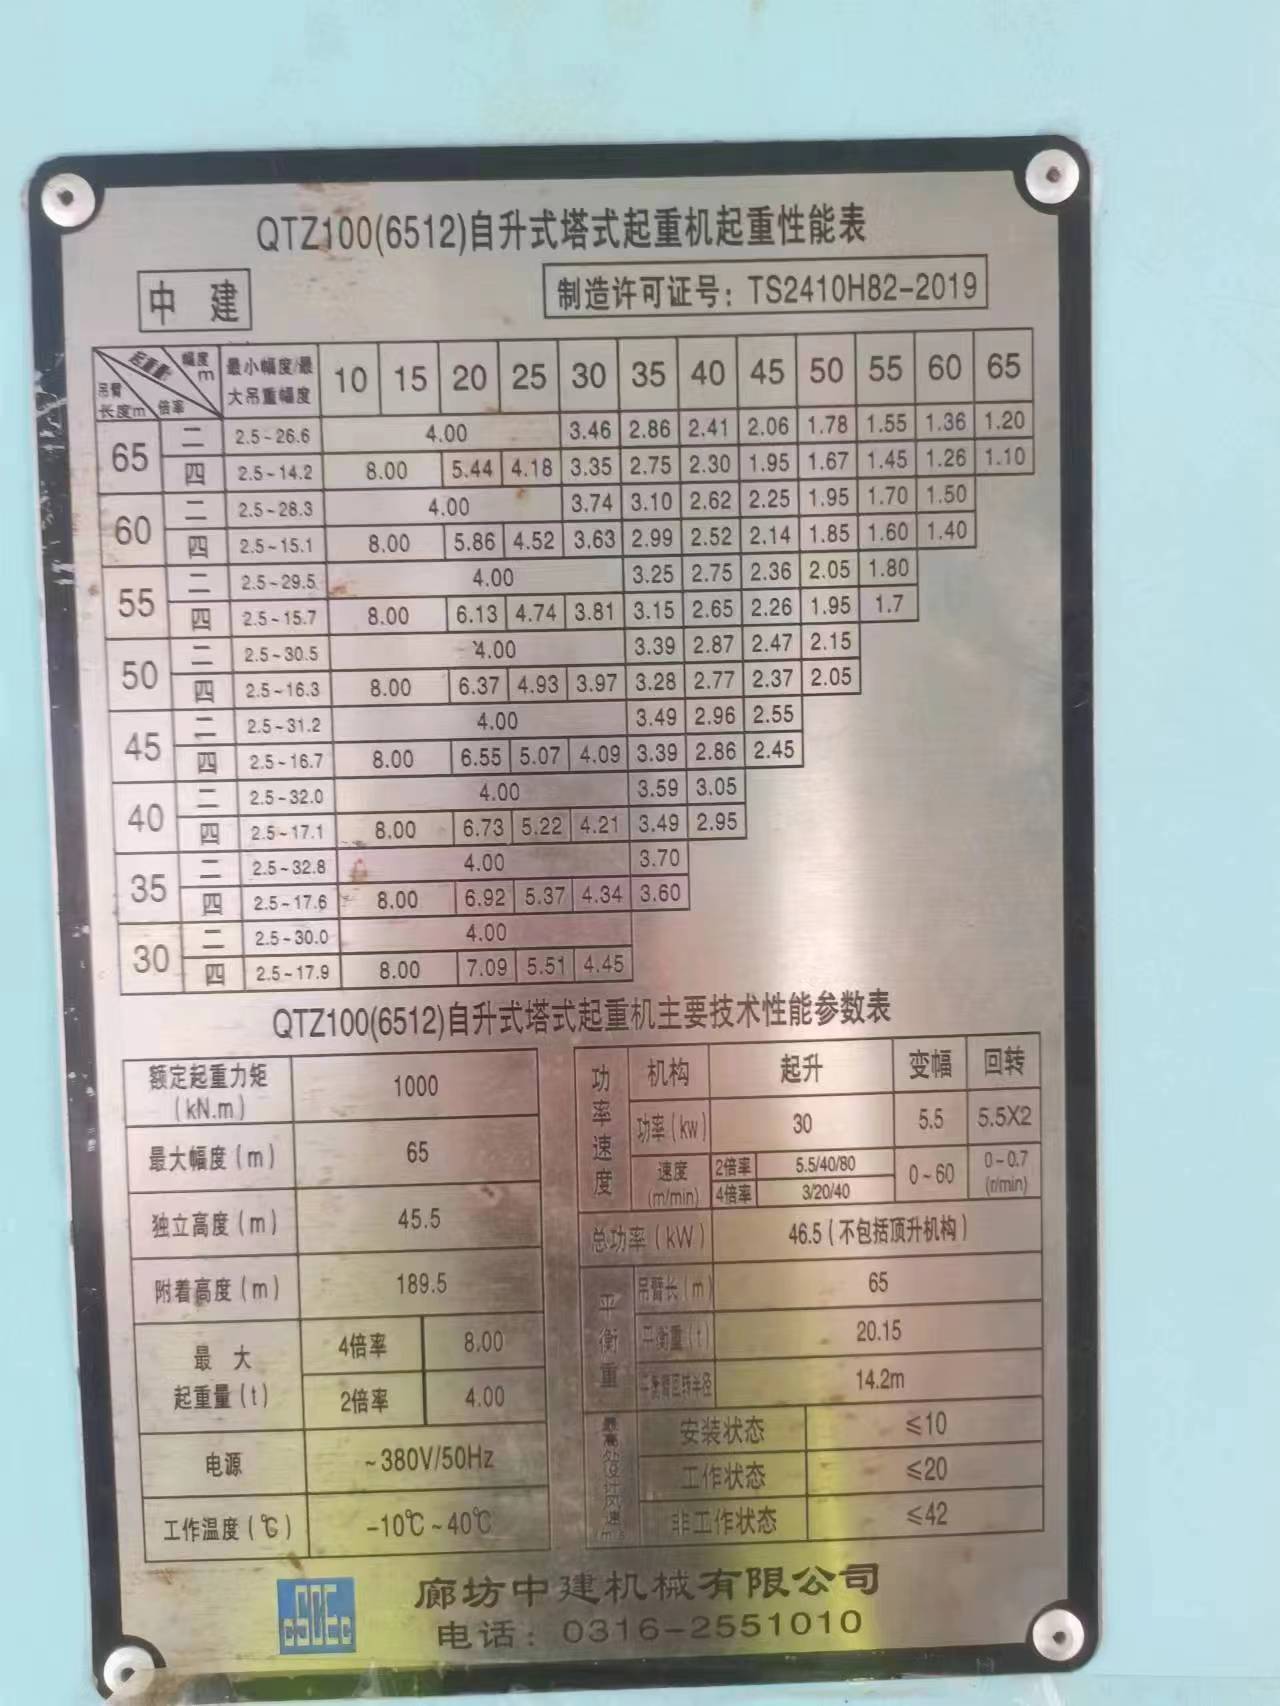 QTZ100(6512)自升式塔式起重机起重性能表
中 建
制造许可证号：TS2410H82-2019
起重量t 幅度m 吊臂长度m 倍率 最小幅度/最大吊重幅度 10 15 20 25 30 35 40 45 50 55 60 65
65 二 2.5~26.6 4.00 3.46 2.86 2.41 2.06 1.78 1.55 1.36 1.20
四 2.5~14.2 8.00 5.44 4.18 3.35 2.75 2.30 1.95 1.67 1.45 1.26 1.10
60 二 2.5~28.3 4.00 3.74 3.10 2.62 2.25 1.95 1.70 1.50
四 2.5~15.1 8.00 5.86 4.52 3.63 2.99 2.52 2.14 1.85 1.60 1.40
55 二 2.5~29.5 4.00 3.25 2.75 2.36 2.05 1.80
四 2.5~15.7 8.00 6.13 4.74 3.81 3.15 2.65 2.26 1.95 1.7
50 二 2.5~30.5 4.00 3.39 2.87 2.47 2.15
四 2.5~16.3 8.00 6.37 4.93 3.97 3.28 2.77 2.37 2.05
45 二 2.5~31.2 4.00 3.49 2.96 2.55
四 2.5~16.7 8.00 6.55 5.07 4.09 3.39 2.86 2.45
40 二 2.5~32.0 4.00 3.59 3.05
四 2.5~17.1 8.00 6.73 5.22 4.21 3.49 2.95
35 二 2.5~32.8 4.00 3.70
四 2.5~17.6 8.00 6.92 5.37 4.34 3.60
30 二 2.5~30.0 4.00
四 2.5~17.9 8.00 7.09 5.51 4.45
QTZ100(6512)自升式塔式起重机主要技术性能参数表
额定起重力矩(kN.m) 1000
最大幅度(m) 65
独立高度(m) 45.5
附着高度(m) 189.5
最大起重量(t) 4倍率 8.00
2倍率 4.00
电源 ~380V/50Hz
工作温度(℃) -10℃~40℃
功率速度 机构 起升 变幅 回转
功率(kw) 30 5.5 5.5X2
速度(m/min) 2倍率 5.5/40/80 0~60 0~0.7(r/min)
4倍率 3/20/40
总功率(kW) 46.5(不包括顶升机构)
平衡重 吊臂长(m) 65
平衡重(t) 20.15
平衡臂回转半径 14.2m
最高设计风速m/s 安装状态 ≤10
工作状态 ≤20
非工作状态 ≤42
廊坊中建机械有限公司
电话：0316-2551010